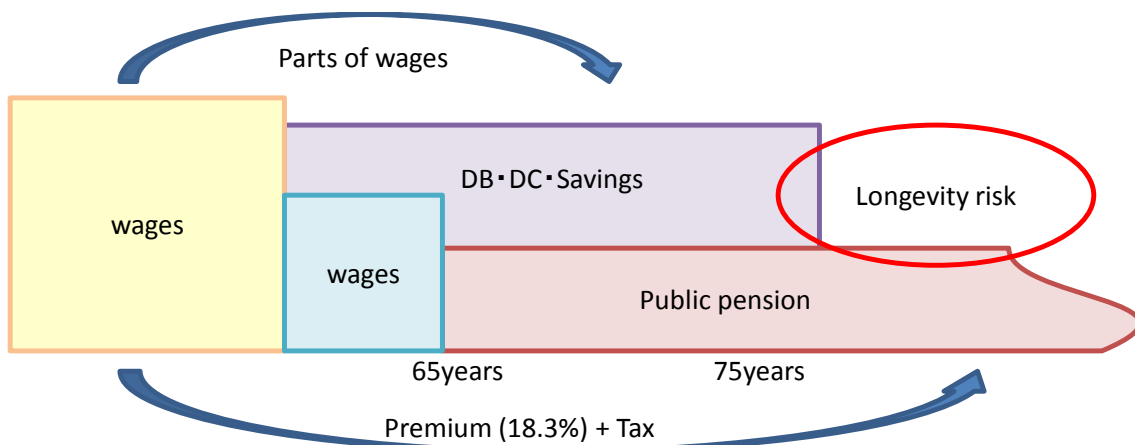 Parts of wages
DB・DC・Savings
Longevity risk
wages
wages
Public pension
65years
75years
Premium (18.3%) + Tax